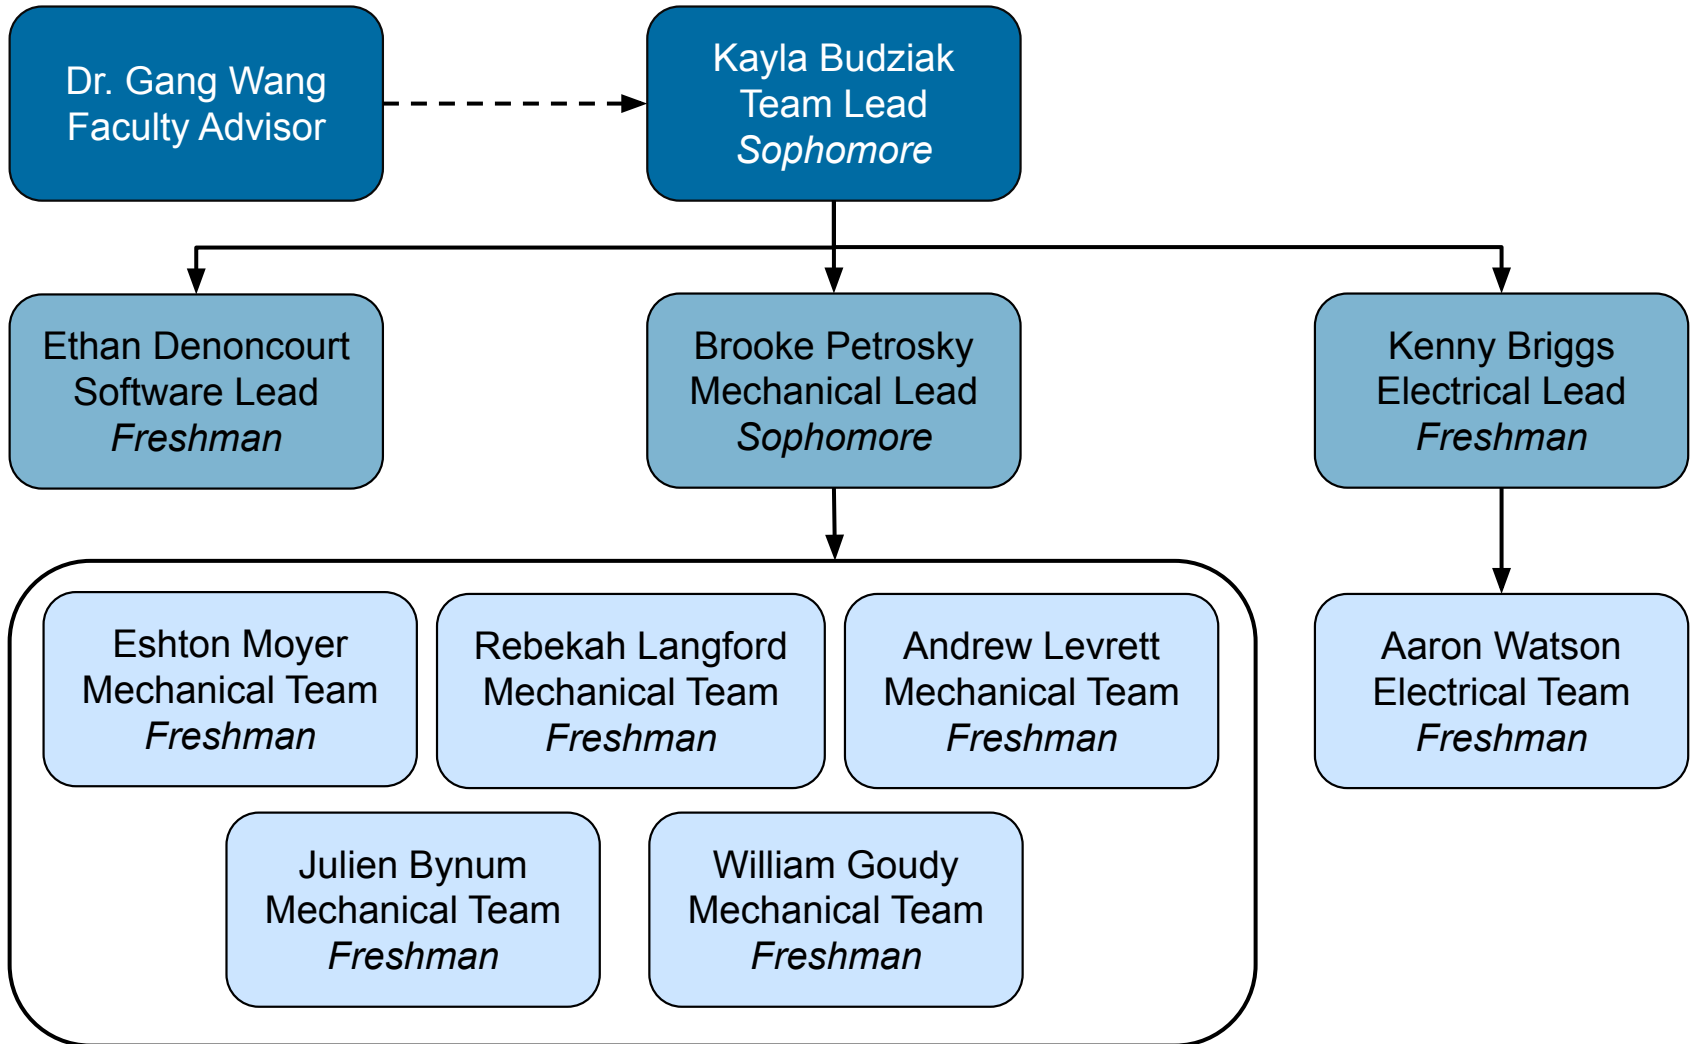 Dr. Gang Wang
Faculty Advisor
Kayla Budziak
Team Lead
Sophomore
Ethan Denoncourt
Software Lead
Freshman
Brooke Petrosky
Mechanical Lead
Sophomore
Kenny Briggs
Electrical Lead
Freshman
Eshton Moyer
Mechanical Team
Freshman
Rebekah Langford
Mechanical Team
Freshman
Andrew Levrett
Mechanical Team
Freshman
Aaron Watson
Electrical Team
Freshman
Julien Bynum
Mechanical Team
Freshman
William Goudy
Mechanical Team
Freshman